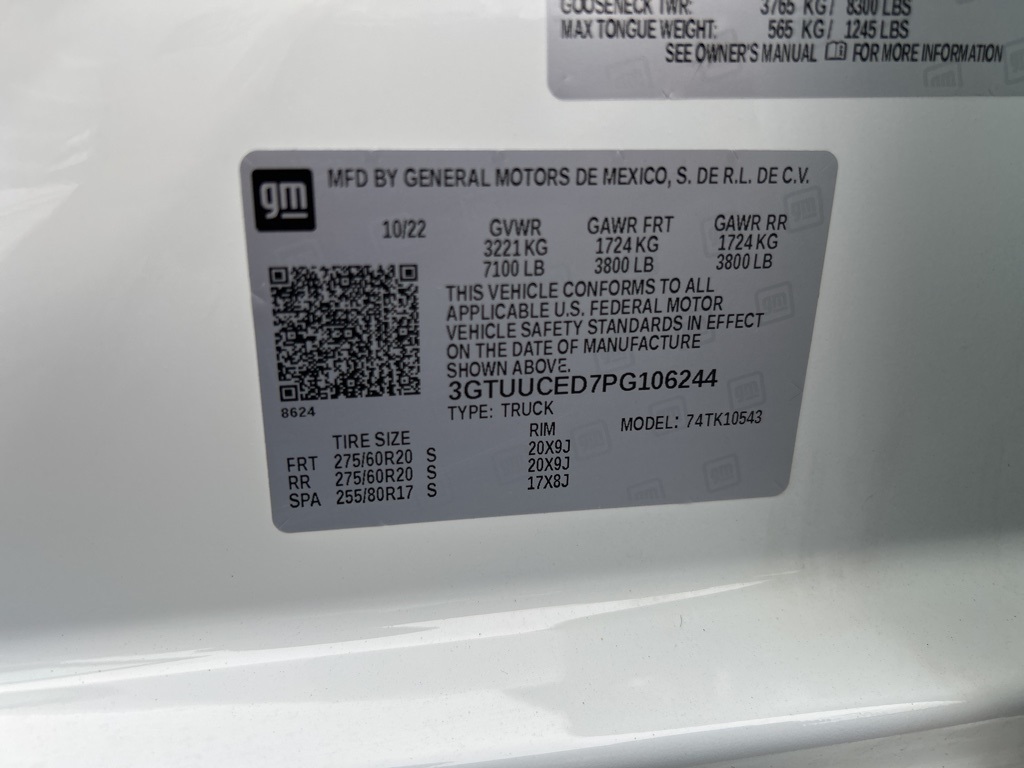 GOOSENECK TWR: 3765 KG/ 8300 LBS
MAX TONGUE WEIGHT: 565 KG/ 1245 LBS
SEE OWNER'S MANUAL FOR MORE INFORMATION
gm
MFD BY GENERAL MOTORS DE MEXICO, S. DE R.L. DE C.V.
10/22 GVWR GAWR FRT GAWR RR
3221 KG 1724 KG 1724 KG
7100 LB 3800 LB 3800 LB
THIS VEHICLE CONFORMS TO ALL
APPLICABLE U.S. FEDERAL MOTOR
VEHICLE SAFETY STANDARDS IN EFFECT
ON THE DATE OF MANUFACTURE
SHOWN ABOVE.
3GTUUCED7PG106244
8624
TYPE: TRUCK
MODEL: 74TK10543
TIRE SIZE RIM
FRT 275/60R20 S 20X9J
RR 275/60R20 S 20X9J
SPA 255/80R17 S 17X8J